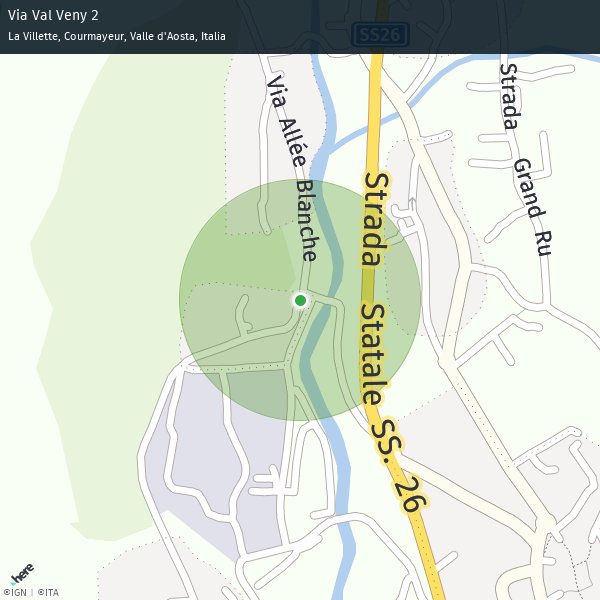 Via Val Veny 2
La Villette, Courmayeur, Valle d'Aosta, Italia
SS26
Via Allée Blanche
Strada Statale SS. 26
Strada Grand Ru
here
©IGN | ©ITA